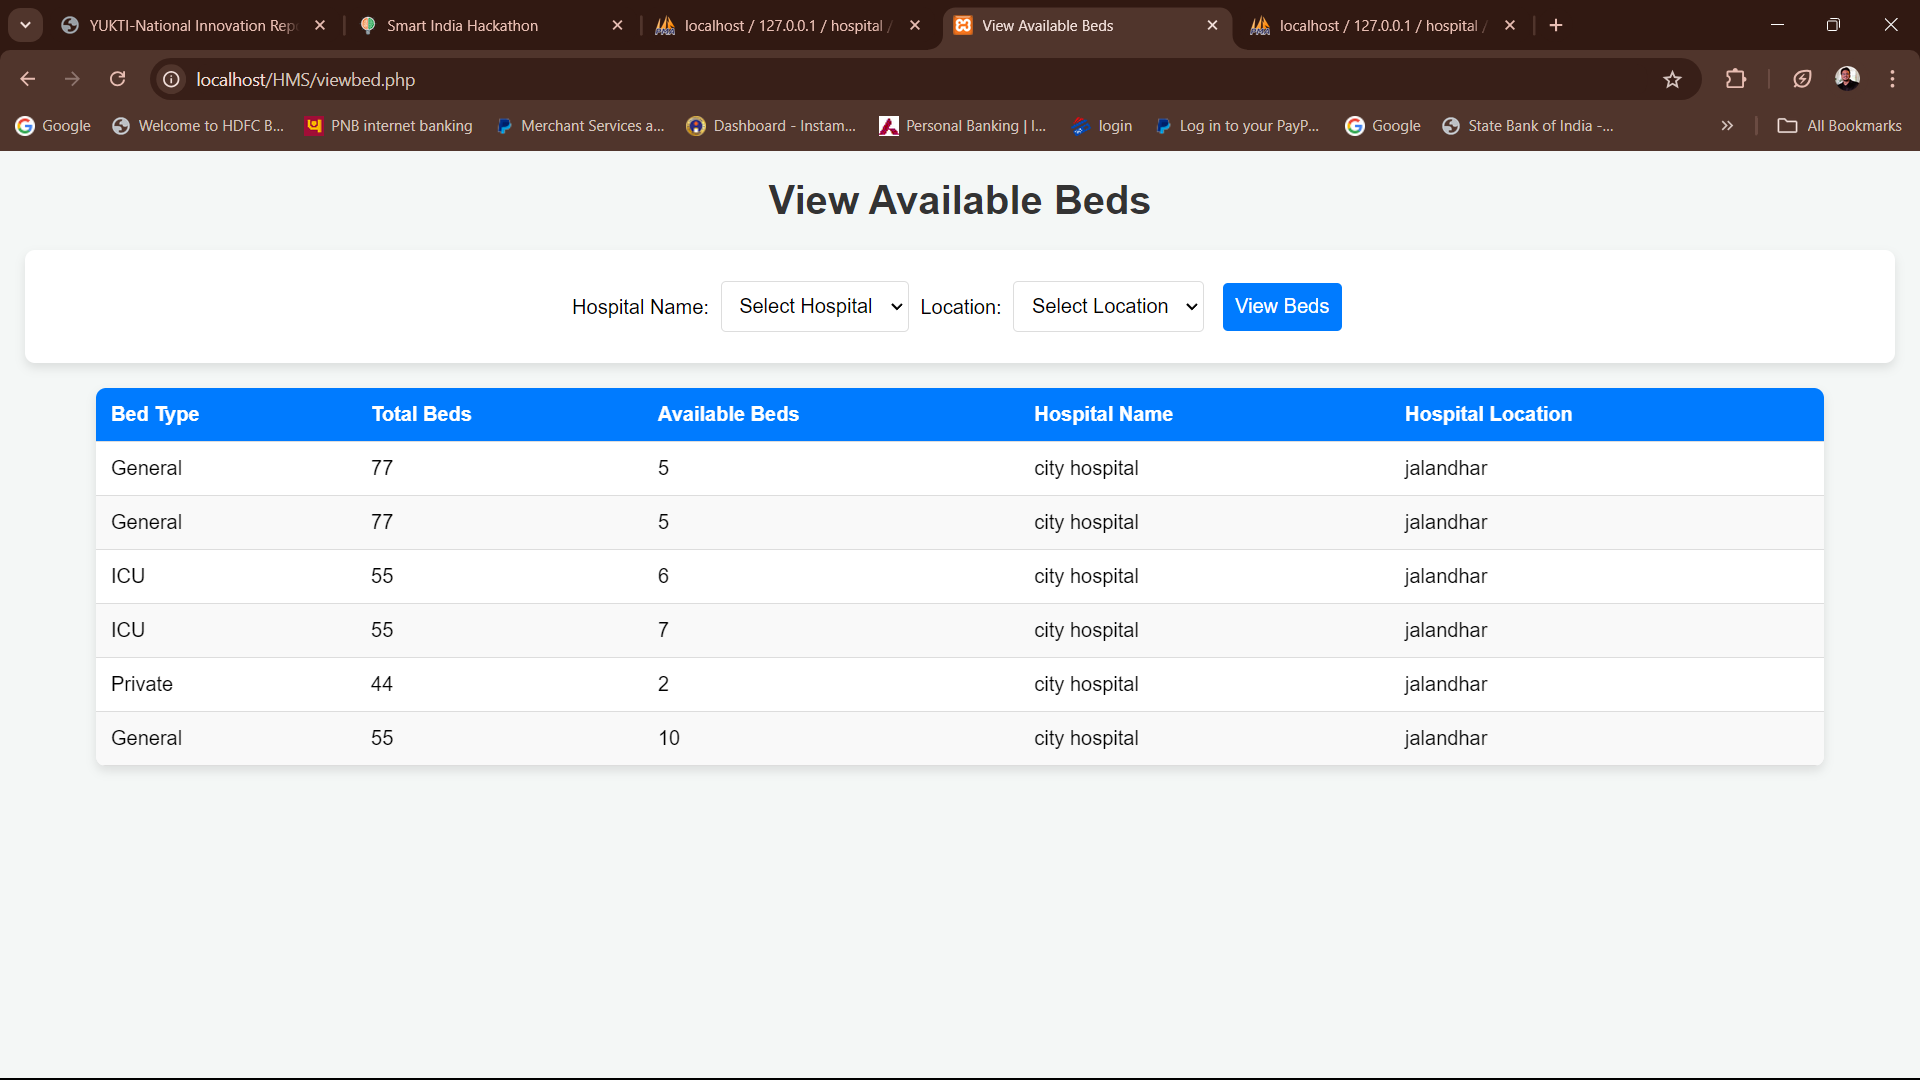 YUKTI-National Innovation Rep
Smart India Hackathon
localhost / 127.0.0.1 / hospital /
View Available Beds
localhost / 127.0.0.1 / hospital /
localhost/HMS/viewbed.php
Google
Welcome to HDFC B...
PNB internet banking
Merchant Services a...
Dashboard - Instam...
Personal Banking | I...
login
Log in to your PayP...
Google
State Bank of India -...
All Bookmarks
View Available Beds
Hospital Name: Select Hospital Location: Select Location View Beds
Bed Type Total Beds Available Beds Hospital Name Hospital Location
General 77 5 city hospital jalandhar
General 77 5 city hospital jalandhar
ICU 55 6 city hospital jalandhar
ICU 55 7 city hospital jalandhar
Private 44 2 city hospital jalandhar
General 55 10 city hospital jalandhar